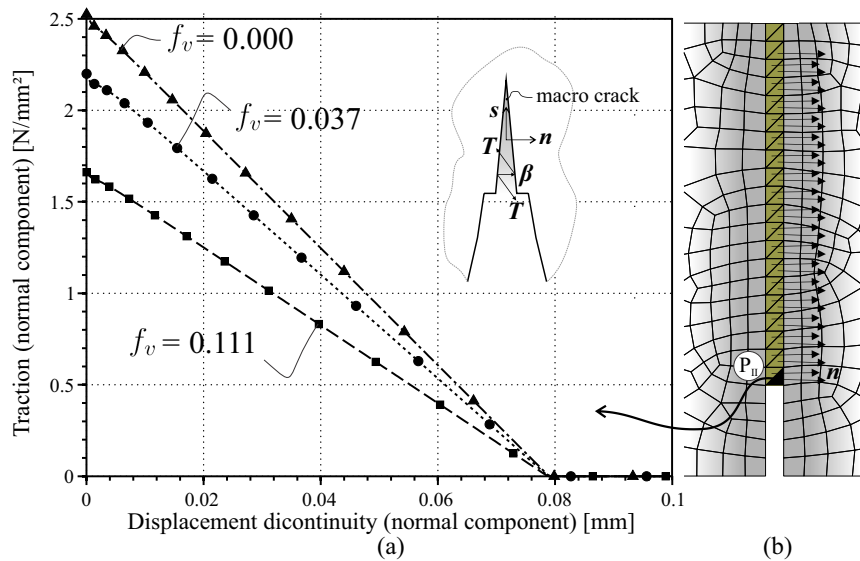 2.5
2
1.5
1
0.5
0
Traction (normal component) [N/mm²]
f_v = 0.000
f_v = 0.037
f_v = 0.111
macro crack
s
n
T
β
T
0
0.02
0.04
0.06
0.08
0.1
Displacement dicontinuity (normal component) [mm]
(a)
P_II
n
(b)